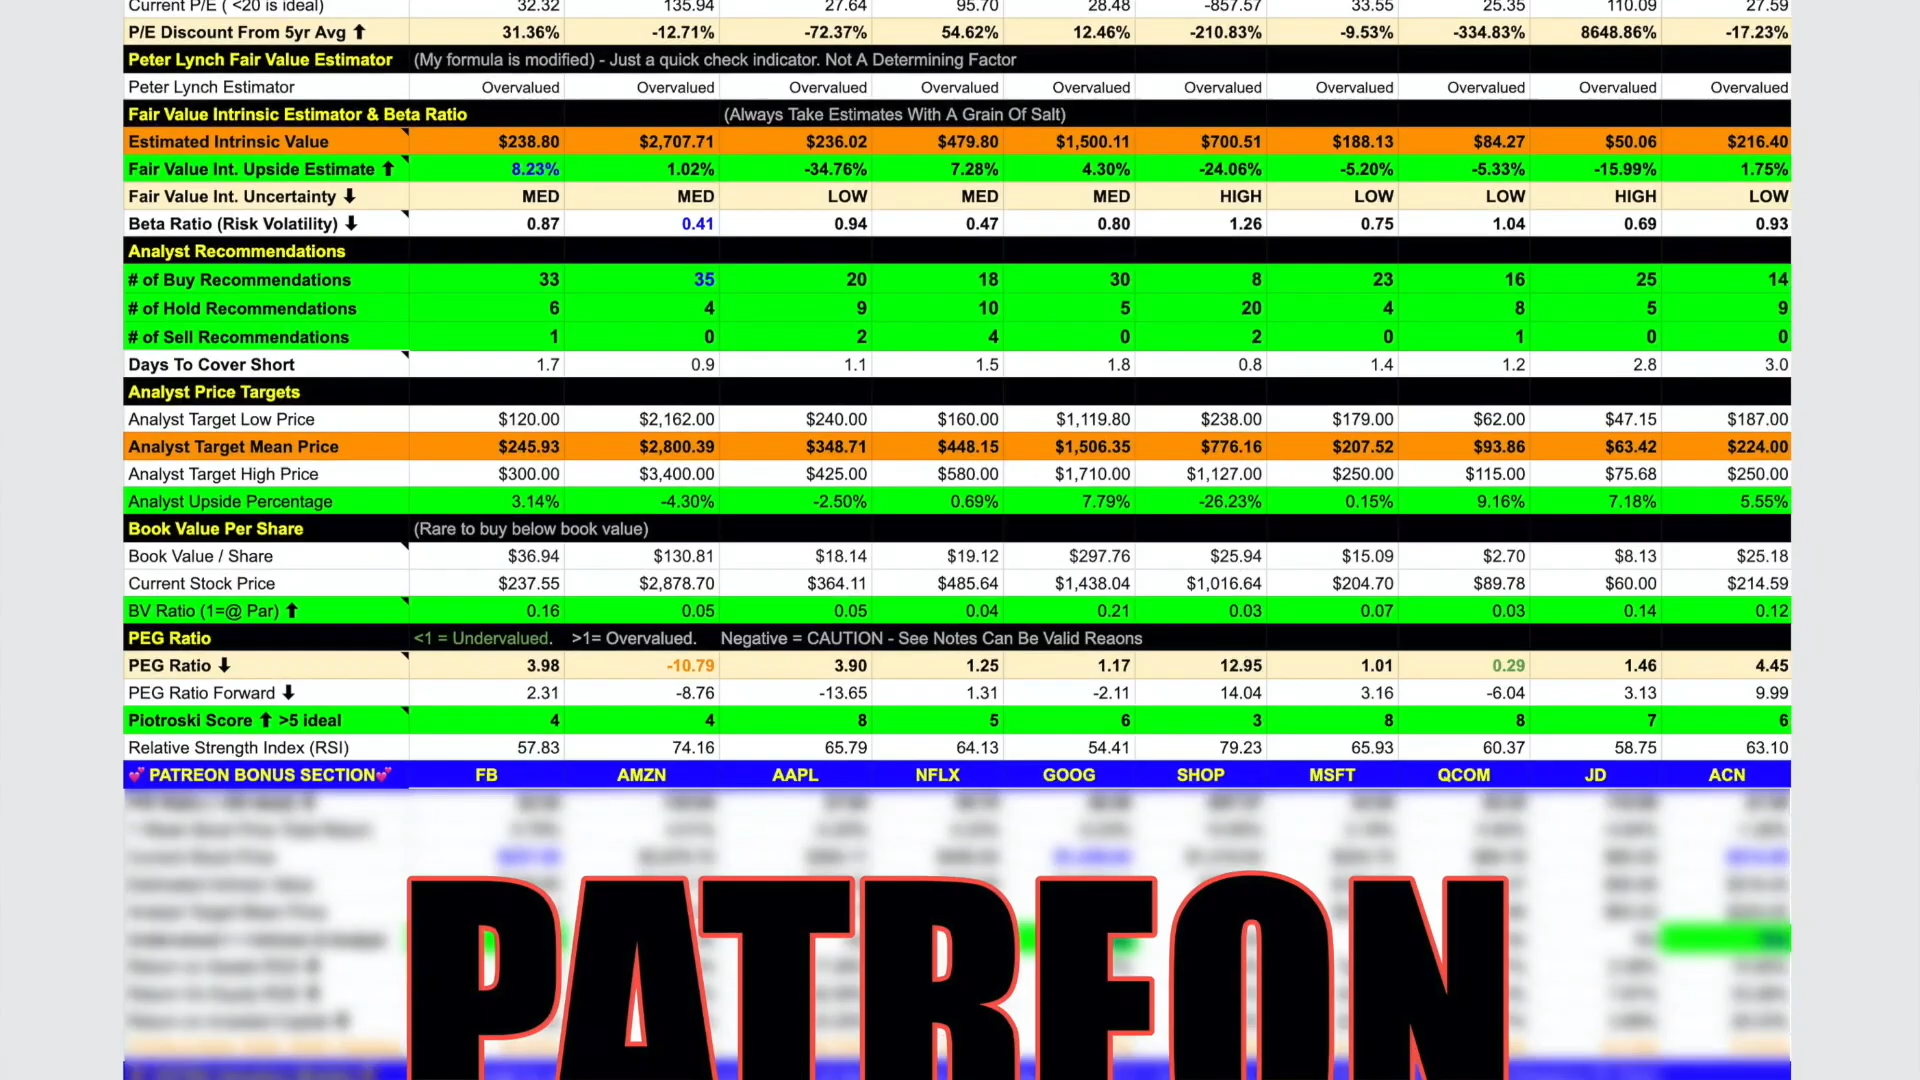 Current P/E ( <20 is ideal) 32.32 135.94 27.64 95.70 28.48 -857.57 33.55 25.35 110.09 27.59
P/E Discount From 5yr Avg ⬆ 31.36% -12.71% -72.37% 54.62% 12.46% -210.83% -9.53% -334.83% 8648.86% -17.23%
Peter Lynch Fair Value Estimator (My formula is modified) - Just a quick check indicator. Not A Determining Factor
Peter Lynch Estimator Overvalued Overvalued Overvalued Overvalued Overvalued Overvalued Overvalued Overvalued Overvalued Overvalued
Fair Value Intrinsic Estimator & Beta Ratio (Always Take Estimates With A Grain Of Salt)
Estimated Intrinsic Value $238.80 $2,707.71 $236.02 $479.80 $1,500.11 $700.51 $188.13 $84.27 $50.06 $216.40
Fair Value Int. Upside Estimate ⬆ 8.23% 1.02% -34.76% 7.28% 4.30% -24.06% -5.20% -5.33% -15.99% 1.75%
Fair Value Int. Uncertainty ⬇ MED MED LOW MED MED HIGH LOW LOW HIGH LOW
Beta Ratio (Risk Volatility) ⬇ 0.87 0.41 0.94 0.47 0.80 1.26 0.75 1.04 0.69 0.93
Analyst Recommendations
# of Buy Recommendations 33 35 20 18 30 8 23 16 25 14
# of Hold Recommendations 6 4 9 10 5 20 4 8 5 9
# of Sell Recommendations 1 0 2 4 0 2 0 1 0 0
Days To Cover Short 1.7 0.9 1.1 1.5 1.8 0.8 1.4 1.2 2.8 3.0
Analyst Price Targets
Analyst Target Low Price $120.00 $2,162.00 $240.00 $160.00 $1,119.80 $238.00 $179.00 $62.00 $47.15 $187.00
Analyst Target Mean Price $245.93 $2,800.39 $348.71 $448.15 $1,506.35 $776.16 $207.52 $93.86 $63.42 $224.00
Analyst Target High Price $300.00 $3,400.00 $425.00 $580.00 $1,710.00 $1,127.00 $250.00 $115.00 $75.68 $250.00
Analyst Upside Percentage 3.14% -4.30% -2.50% 0.69% 7.79% -26.23% 0.15% 9.16% 7.18% 5.55%
Book Value Per Share (Rare to buy below book value)
Book Value / Share $36.94 $130.81 $18.14 $19.12 $297.76 $25.94 $15.09 $2.70 $8.13 $25.18
Current Stock Price $237.55 $2,878.70 $364.11 $485.64 $1,438.04 $1,016.64 $204.70 $89.78 $60.00 $214.59
BV Ratio (1=@ Par) ⬆ 0.16 0.05 0.05 0.04 0.21 0.03 0.07 0.03 0.14 0.12
PEG Ratio <1 = Undervalued. >1= Overvalued. Negative = CAUTION - See Notes Can Be Valid Reaons
PEG Ratio ⬇ 3.98 -10.79 3.90 1.25 1.17 12.95 1.01 0.29 1.46 4.45
PEG Ratio Forward ⬇ 2.31 -8.76 -13.65 1.31 -2.11 14.04 3.16 -6.04 3.13 9.99
Piotroski Score ⬆ >5 ideal 4 4 8 5 6 3 8 8 7 6
Relative Strength Index (RSI) 57.83 74.16 65.79 64.13 54.41 79.23 65.93 60.37 58.75 63.10
💕 PATREON BONUS SECTION💕 FB AMZN AAPL NFLX GOOG SHOP MSFT QCOM JD ACN
PATREON